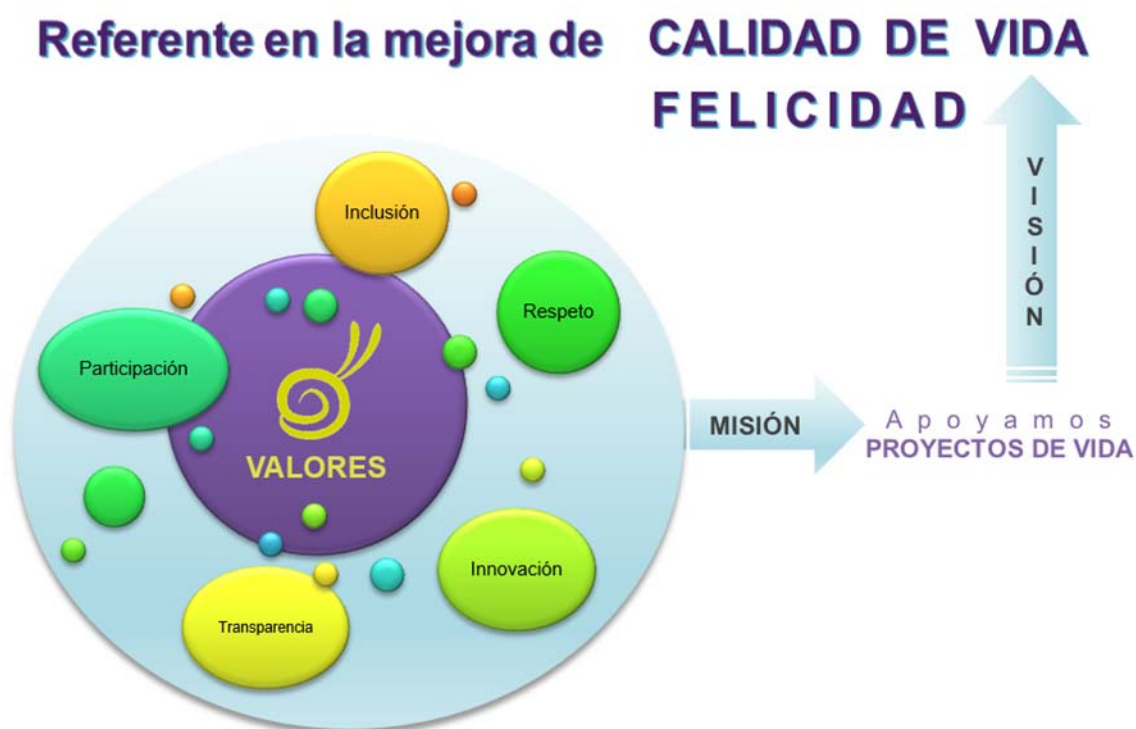 Referente en la mejora de CALIDAD DE VIDA
FELICIDAD
VISIÓN
Inclusión
Respeto
Participación
VALORES
MISIÓN
Apoyamos
PROYECTOS DE VIDA
Innovación
Transparencia